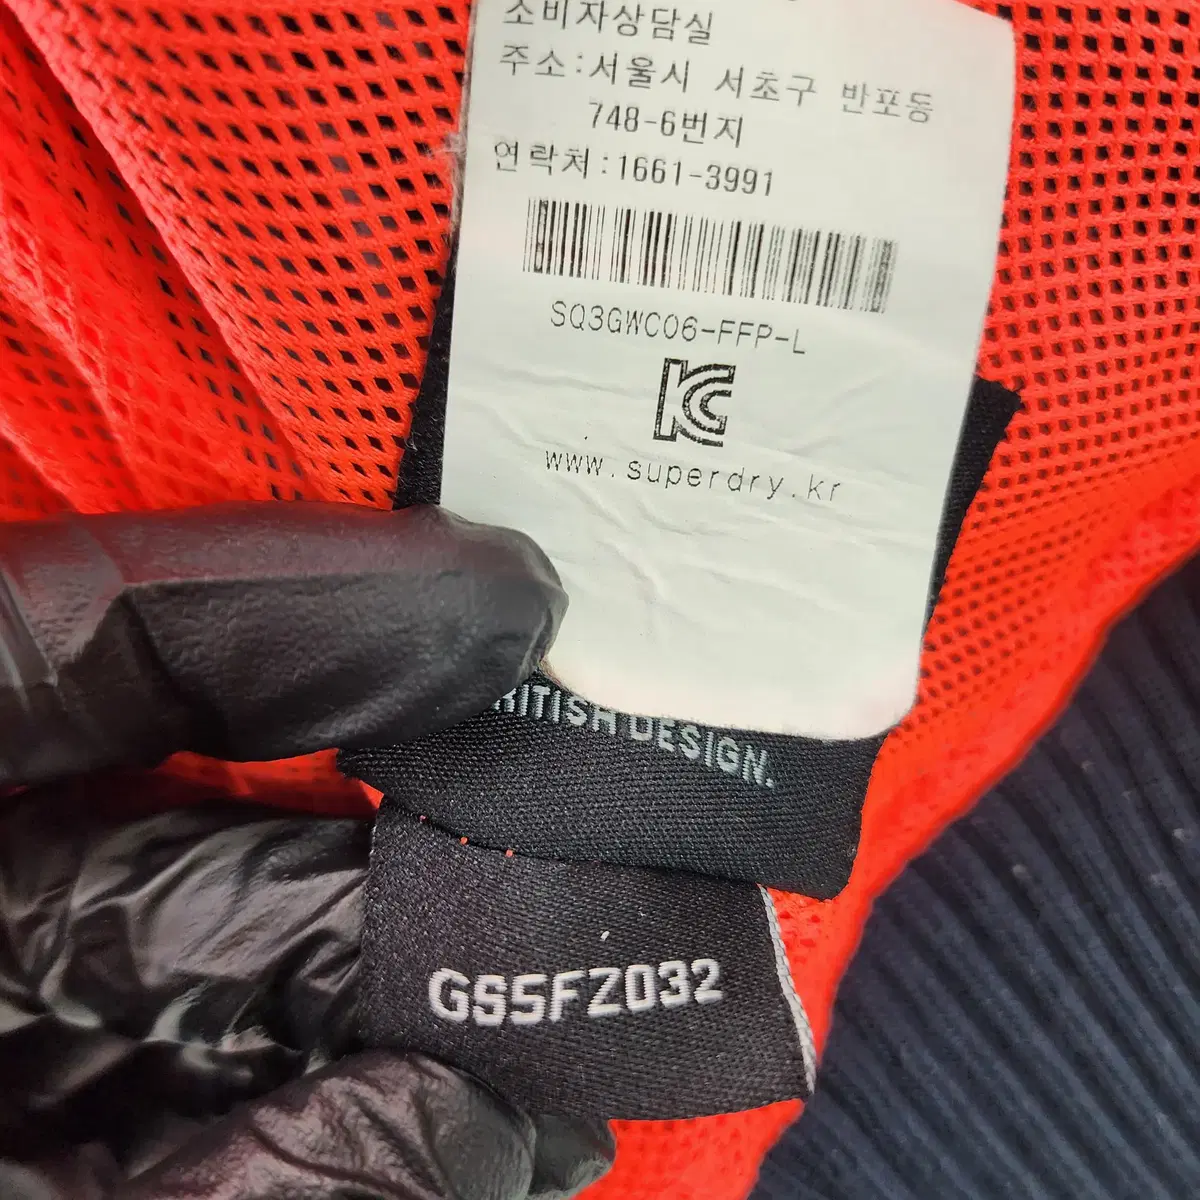 소비자상담실
주소:서울시 서초구 반포동
748-6번지
연락처:1661-3991
SQ3GWC06-FFP-L
KC
www.superdry.kr
RITISH DESIGN.
GS5FZ032